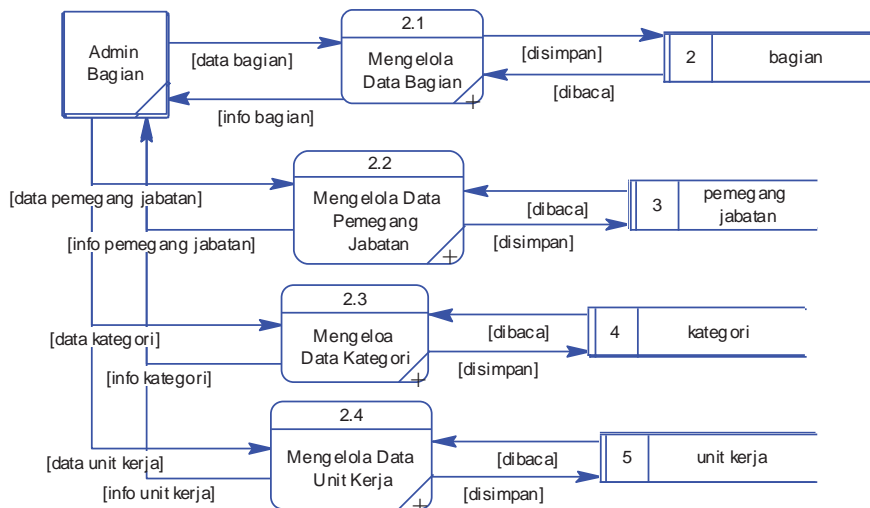 Admin
Bagian
[data bagian]
[info bagian]
2.1
Mengelola
Data Bagian
[disimpan]
[dibaca]
2
bagian
[data pemegang jabatan]
[info pemegang jabatan]
2.2
Mengelola Data
Pemegang
Jabatan
[dibaca]
[disimpan]
3
pemegang
jabatan
[data kategori]
[info kategori]
2.3
Mengeloa
Data Kategori
[dibaca]
[disimpan]
4
kategori
[data unit kerja]
[info unit kerja]
2.4
Mengelola Data
Unit Kerja
[dibaca]
[disimpan]
5
unit kerja